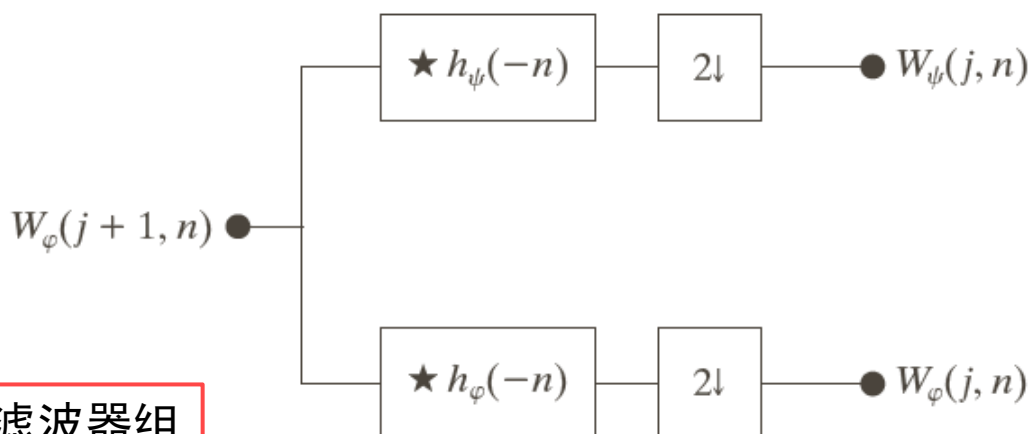 ★ h_ψ(−n)
2↓
W_ψ(j, n)
W_φ(j + 1, n)
★ h_φ(−n)
2↓
W_φ(j, n)
滤波器组